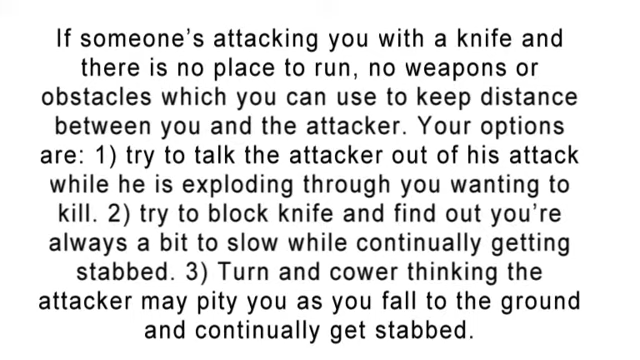 If someone's attacking you with a knife and
there is no place to run, no weapons or
obstacles which you can use to keep distance
between you and the attacker. Your options
are: 1) try to talk the attacker out of his attack
while he is exploding through you wanting to
kill. 2) try to block knife and find out you're
always a bit to slow while continually getting
stabbed. 3) Turn and cower thinking the
attacker may pity you as you fall to the ground
and continually get stabbed.